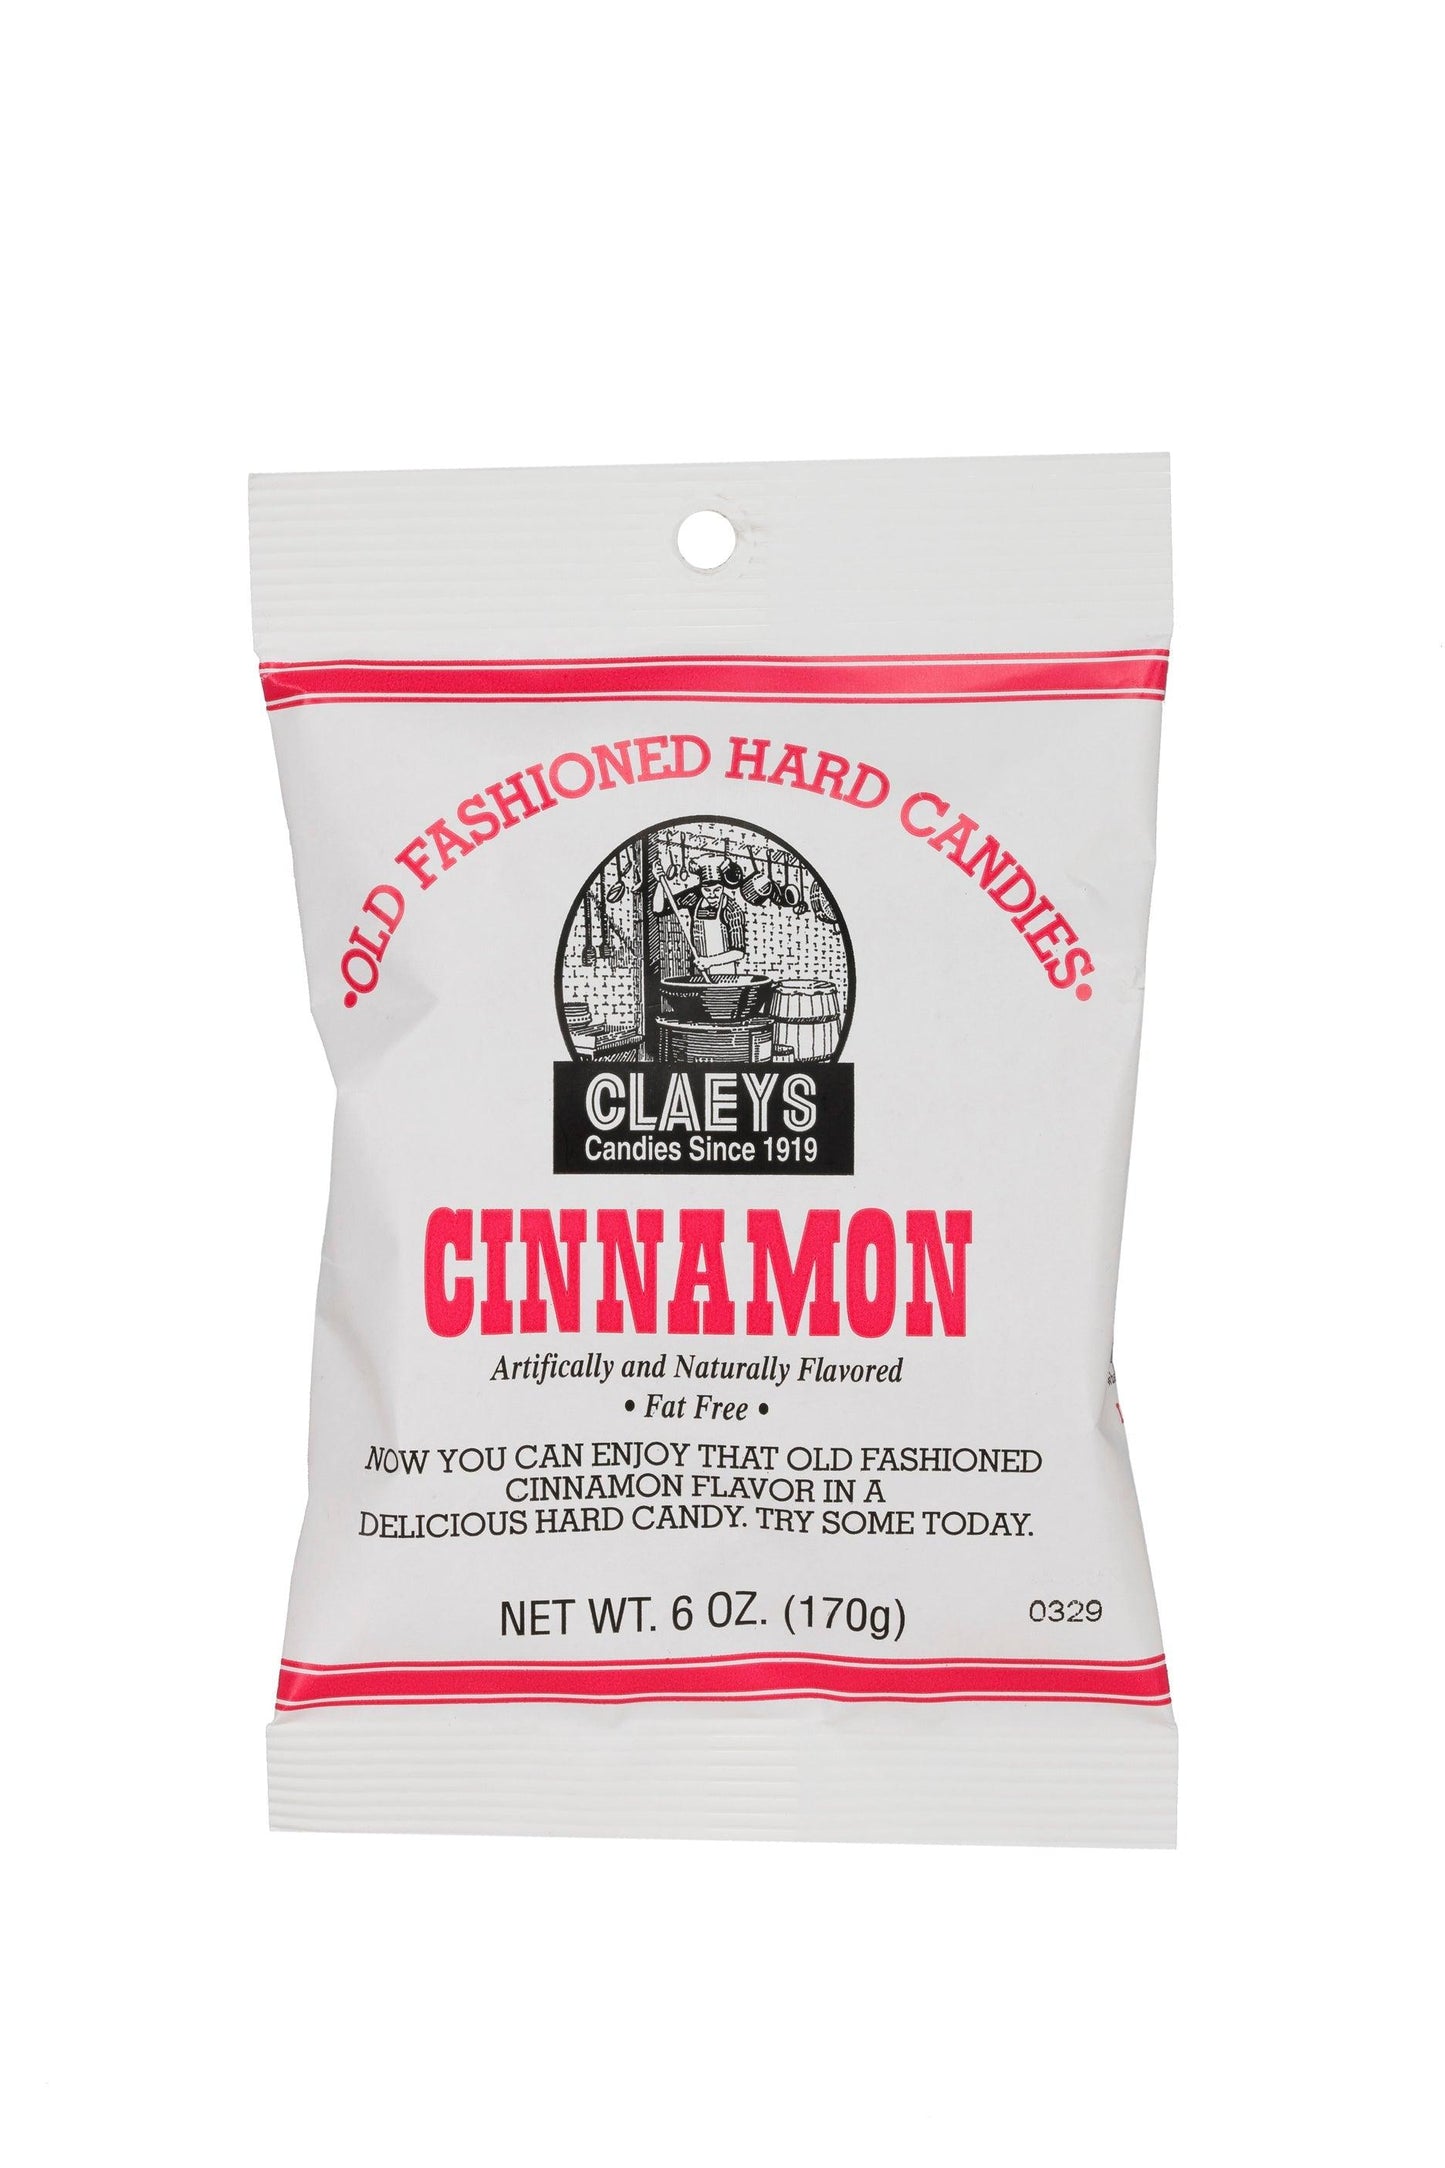 •OLD FASHIONED HARD CANDIES•
CLAEYS
Candies Since 1919
CINNAMON
Artifically and Naturally Flavored
• Fat Free •
NOW YOU CAN ENJOY THAT OLD FASHIONED
CINNAMON FLAVOR IN A
DELICIOUS HARD CANDY. TRY SOME TODAY.
NET WT. 6 OZ. (170g)
0329